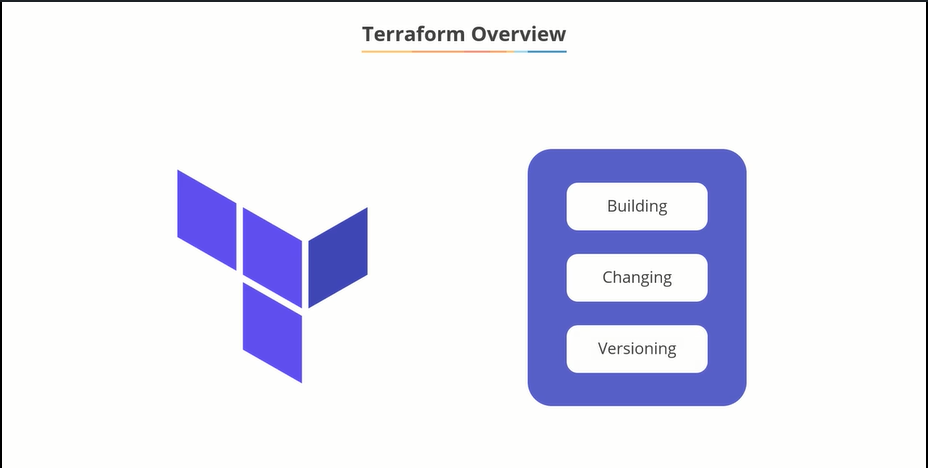 Terraform Overview
Building
Changing
Versioning